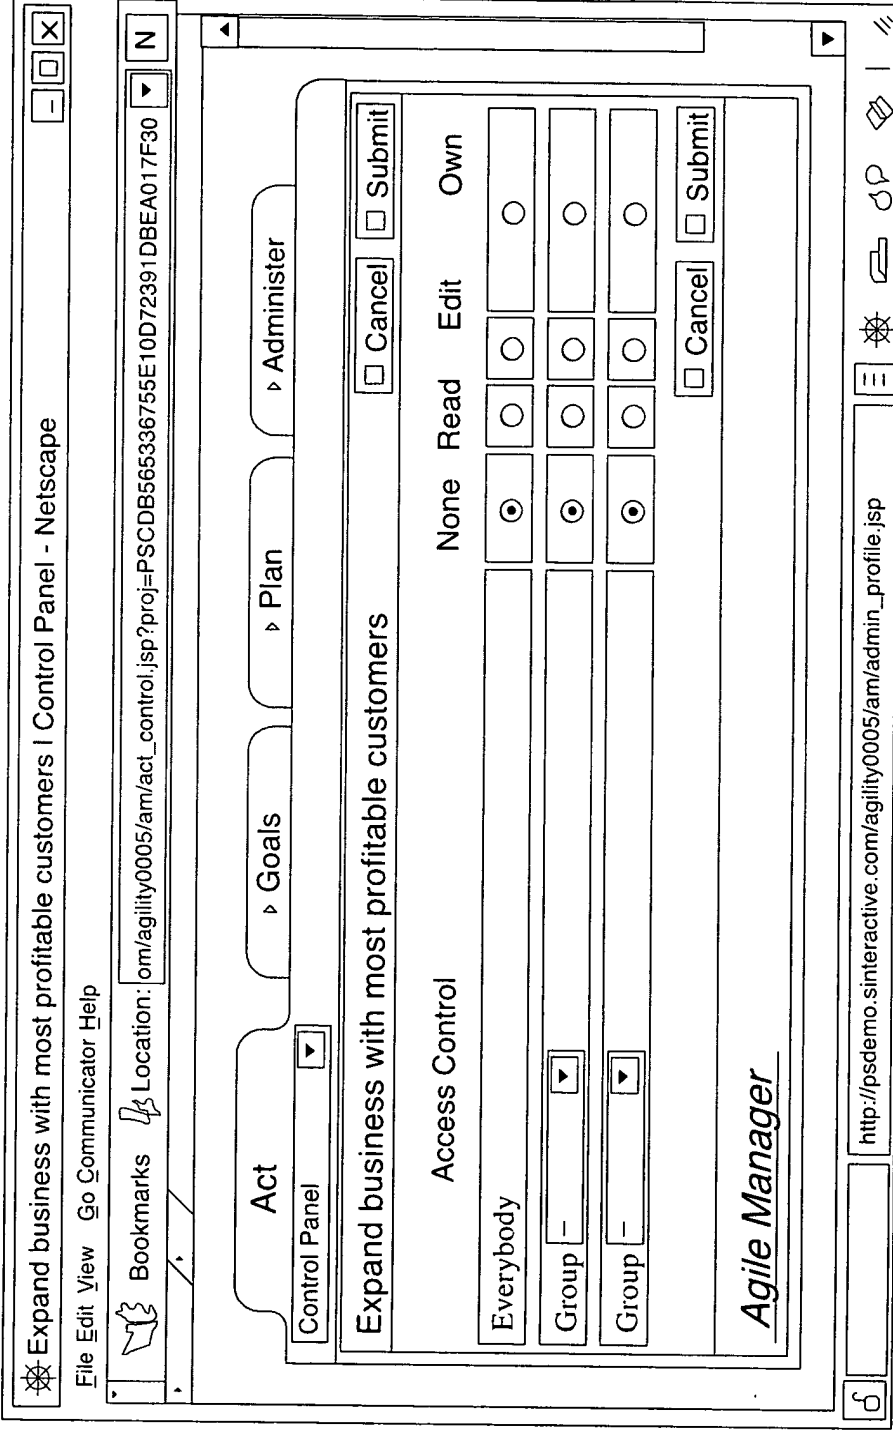 Expand business with most profitable customers I Control Panel - Netscape
File Edit View Go Communicator Help
Bookmarks Location: om/agility0005/am/act_control.jsp?proj=PSCDB565336755E10D72391DBEA017F30 N
Act Goals Plan Administer
Control Panel
Expand business with most profitable customers Cancel Submit
Access Control None Read Edit Own
Everybody
Group –
Group –
Cancel Submit
Agile Manager
http://psdemo.sinteractive.com/agility0005/am/admin_profile.jsp